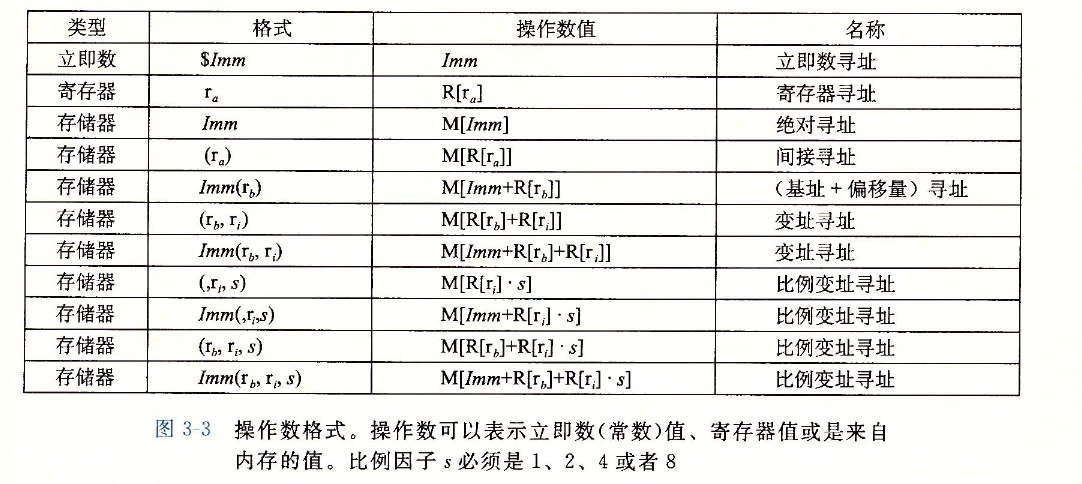 类型 格式 操作数值 名称
立即数 $Imm Imm 立即数寻址
寄存器 rₐ R[rₐ] 寄存器寻址
存储器 Imm M[Imm] 绝对寻址
存储器 (rₐ) M[R[rₐ]] 间接寻址
存储器 Imm(r_b) M[Imm+R[r_b]] （基址+偏移量）寻址
存储器 (r_b, r_i) M[R[r_b]+R[r_i]] 变址寻址
存储器 Imm(r_b, r_i) M[Imm+R[r_b]+R[r_i]] 变址寻址
存储器 (,r_i, s) M[R[r_i]·s] 比例变址寻址
存储器 Imm(,r_i,s) M[Imm+R[r_i]·s] 比例变址寻址
存储器 (r_b, r_i, s) M[R[r_b]+R[r_i]·s] 比例变址寻址
存储器 Imm(r_b, r_i, s) M[Imm+R[r_b]+R[r_i]·s] 比例变址寻址
图 3-3 操作数格式。操作数可以表示立即数(常数)值、寄存器值或是来自
内存的值。比例因子 s 必须是 1、2、4 或者 8